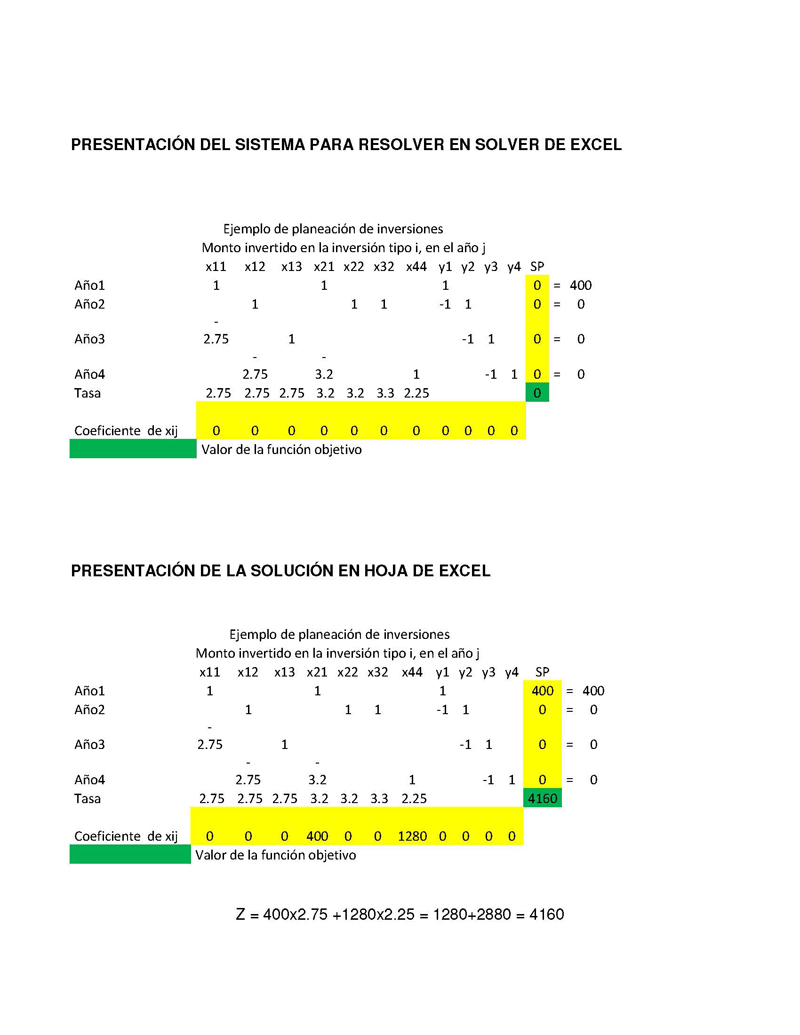 PRESENTACIÓN DEL SISTEMA PARA RESOLVER EN SOLVER DE EXCEL
Ejemplo de planeación de inversiones
Monto invertido en la inversión tipo i, en el año j
x11 x12 x13 x21 x22 x32 x44 y1 y2 y3 y4 SP
Año1 1 1 1 0 = 400
Año2 1 1 1 -1 1 0 = 0
-
Año3 2.75 1 -1 1 0 = 0
- -
Año4 2.75 3.2 1 -1 1 0 = 0
Tasa 2.75 2.75 2.75 3.2 3.2 3.3 2.25 0
Coeficiente de xij 0 0 0 0 0 0 0 0 0 0 0
Valor de la función objetivo
PRESENTACIÓN DE LA SOLUCIÓN EN HOJA DE EXCEL
Ejemplo de planeación de inversiones
Monto invertido en la inversión tipo i, en el año j
x11 x12 x13 x21 x22 x32 x44 y1 y2 y3 y4 SP
Año1 1 1 1 400 = 400
Año2 1 1 1 -1 1 0 = 0
-
Año3 2.75 1 -1 1 0 = 0
- -
Año4 2.75 3.2 1 -1 1 0 = 0
Tasa 2.75 2.75 2.75 3.2 3.2 3.3 2.25 4160
Coeficiente de xij 0 0 0 400 0 0 1280 0 0 0 0
Valor de la función objetivo
Z = 400x2.75 +1280x2.25 = 1280+2880 = 4160